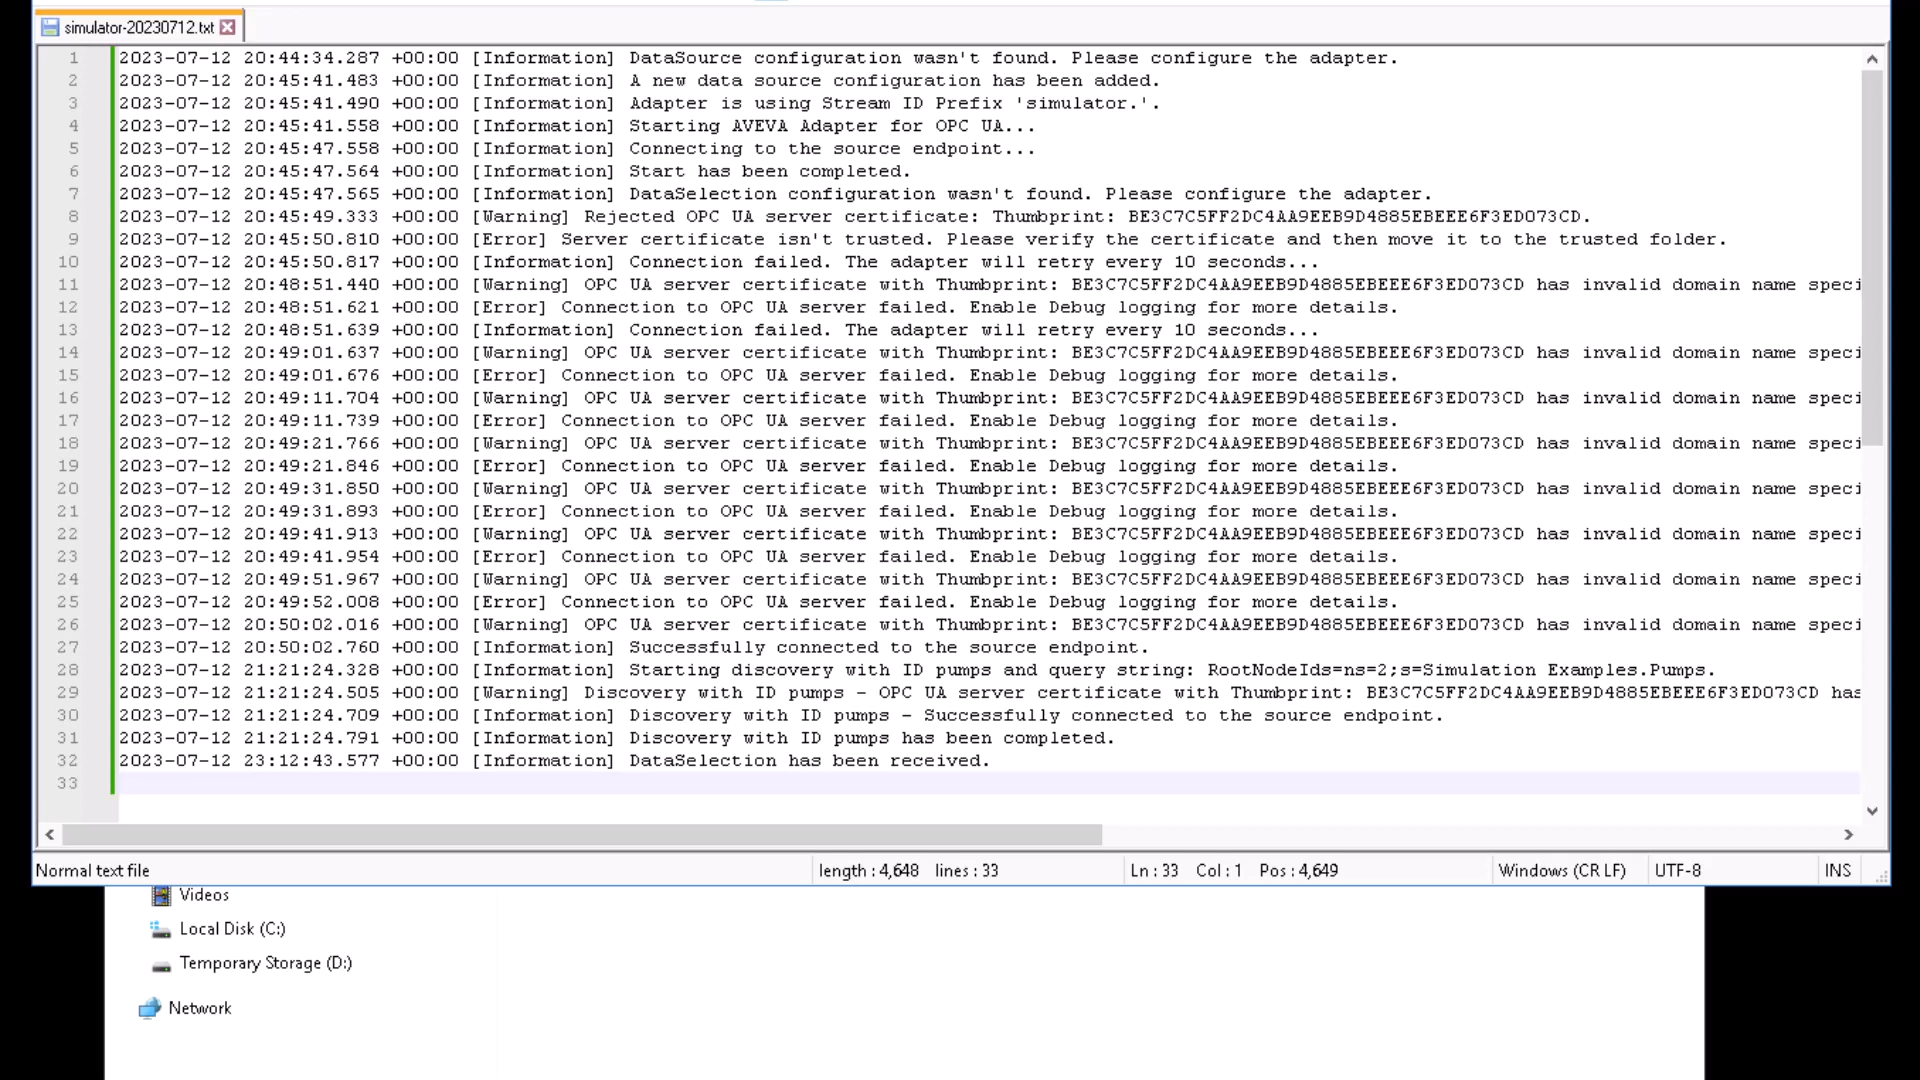 simulator-20230712.txt
1 2023-07-12 20:44:34.287 +00:00 [Information] DataSource configuration wasn't found. Please configure the adapter.
2 2023-07-12 20:45:41.483 +00:00 [Information] A new data source configuration has been added.
3 2023-07-12 20:45:41.490 +00:00 [Information] Adapter is using Stream ID Prefix 'simulator.'.
4 2023-07-12 20:45:41.558 +00:00 [Information] Starting AVEVA Adapter for OPC UA...
5 2023-07-12 20:45:47.558 +00:00 [Information] Connecting to the source endpoint...
6 2023-07-12 20:45:47.564 +00:00 [Information] Start has been completed.
7 2023-07-12 20:45:47.565 +00:00 [Information] DataSelection configuration wasn't found. Please configure the adapter.
8 2023-07-12 20:45:49.333 +00:00 [Warning] Rejected OPC UA server certificate: Thumbprint: BE3C7C5FF2DC4AA9EEB9D4885EBEEE6F3ED073CD.
9 2023-07-12 20:45:50.810 +00:00 [Error] Server certificate isn't trusted. Please verify the certificate and then move it to the trusted folder.
10 2023-07-12 20:45:50.817 +00:00 [Information] Connection failed. The adapter will retry every 10 seconds...
11 2023-07-12 20:48:51.440 +00:00 [Warning] OPC UA server certificate with Thumbprint: BE3C7C5FF2DC4AA9EEB9D4885EBEEE6F3ED073CD has invalid domain name speci
12 2023-07-12 20:48:51.621 +00:00 [Error] Connection to OPC UA server failed. Enable Debug logging for more details.
13 2023-07-12 20:48:51.639 +00:00 [Information] Connection failed. The adapter will retry every 10 seconds...
14 2023-07-12 20:49:01.637 +00:00 [Warning] OPC UA server certificate with Thumbprint: BE3C7C5FF2DC4AA9EEB9D4885EBEEE6F3ED073CD has invalid domain name speci
15 2023-07-12 20:49:01.676 +00:00 [Error] Connection to OPC UA server failed. Enable Debug logging for more details.
16 2023-07-12 20:49:11.704 +00:00 [Warning] OPC UA server certificate with Thumbprint: BE3C7C5FF2DC4AA9EEB9D4885EBEEE6F3ED073CD has invalid domain name speci
17 2023-07-12 20:49:11.739 +00:00 [Error] Connection to OPC UA server failed. Enable Debug logging for more details.
18 2023-07-12 20:49:21.766 +00:00 [Warning] OPC UA server certificate with Thumbprint: BE3C7C5FF2DC4AA9EEB9D4885EBEEE6F3ED073CD has invalid domain name speci
19 2023-07-12 20:49:21.846 +00:00 [Error] Connection to OPC UA server failed. Enable Debug logging for more details.
20 2023-07-12 20:49:31.850 +00:00 [Warning] OPC UA server certificate with Thumbprint: BE3C7C5FF2DC4AA9EEB9D4885EBEEE6F3ED073CD has invalid domain name speci
21 2023-07-12 20:49:31.893 +00:00 [Error] Connection to OPC UA server failed. Enable Debug logging for more details.
22 2023-07-12 20:49:41.913 +00:00 [Warning] OPC UA server certificate with Thumbprint: BE3C7C5FF2DC4AA9EEB9D4885EBEEE6F3ED073CD has invalid domain name speci
23 2023-07-12 20:49:41.954 +00:00 [Error] Connection to OPC UA server failed. Enable Debug logging for more details.
24 2023-07-12 20:49:51.967 +00:00 [Warning] OPC UA server certificate with Thumbprint: BE3C7C5FF2DC4AA9EEB9D4885EBEEE6F3ED073CD has invalid domain name speci
25 2023-07-12 20:49:52.008 +00:00 [Error] Connection to OPC UA server failed. Enable Debug logging for more details.
26 2023-07-12 20:50:02.016 +00:00 [Warning] OPC UA server certificate with Thumbprint: BE3C7C5FF2DC4AA9EEB9D4885EBEEE6F3ED073CD has invalid domain name speci
27 2023-07-12 20:50:02.760 +00:00 [Information] Successfully connected to the source endpoint.
28 2023-07-12 21:21:24.328 +00:00 [Information] Starting discovery with ID pumps and query string: RootNodeIds=ns=2;s=Simulation Examples.Pumps.
29 2023-07-12 21:21:24.505 +00:00 [Warning] Discovery with ID pumps - OPC UA server certificate with Thumbprint: BE3C7C5FF2DC4AA9EEB9D4885EBEEE6F3ED073CD has
30 2023-07-12 21:21:24.709 +00:00 [Information] Discovery with ID pumps - Successfully connected to the source endpoint.
31 2023-07-12 21:21:24.791 +00:00 [Information] Discovery with ID pumps has been completed.
32 2023-07-12 23:12:43.577 +00:00 [Information] DataSelection has been received.
33
Normal text file length : 4,648 lines : 33 Ln : 33 Col : 1 Pos : 4,649 Windows (CR LF) UTF-8 INS
Videos
Local Disk (C:)
Temporary Storage (D:)
Network